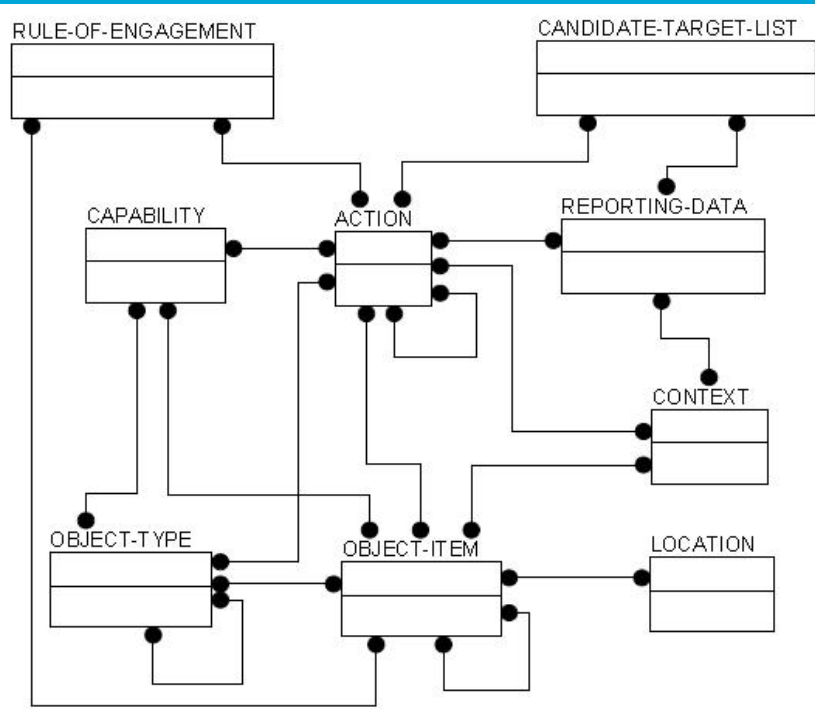 RULE-OF-ENGAGEMENT
CANDIDATE-TARGET-LIST
CAPABILITY
ACTION
REPORTING-DATA
CONTEXT
OBJECT-TYPE
OBJECT-ITEM
LOCATION